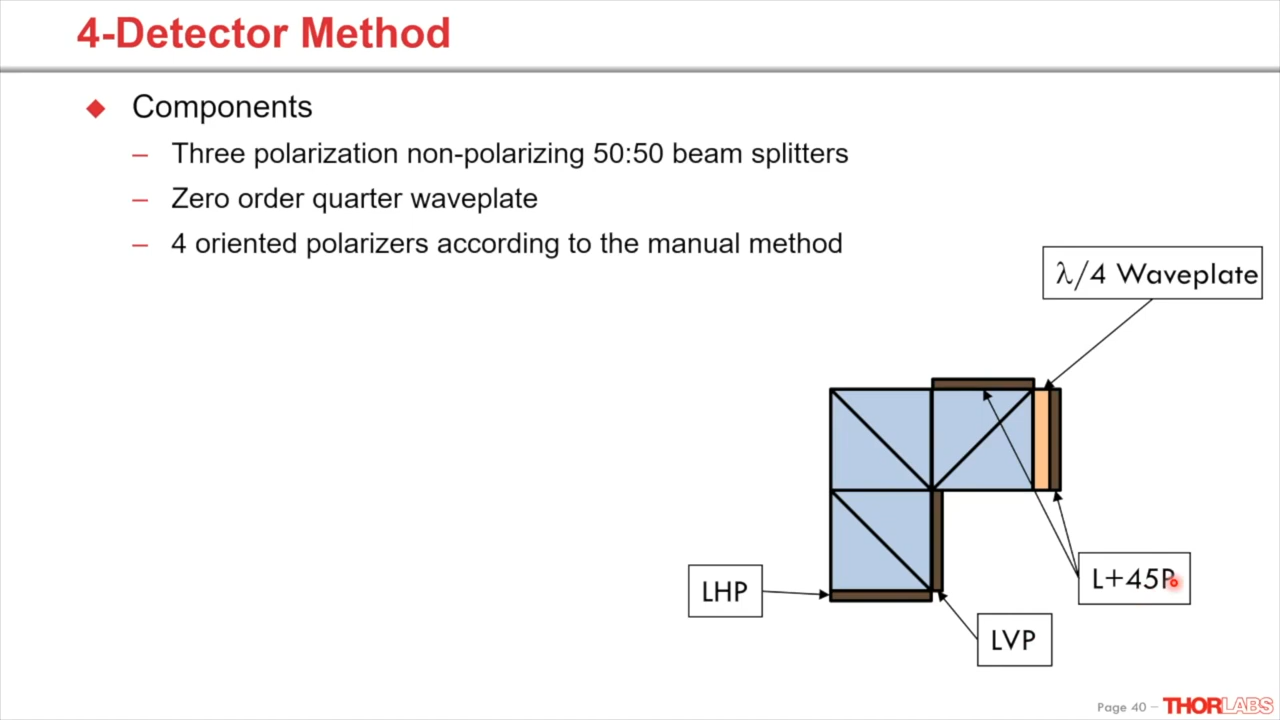 4-Detector Method
◆ Components
– Three polarization non-polarizing 50:50 beam splitters
– Zero order quarter waveplate
– 4 oriented polarizers according to the manual method
λ/4 Waveplate
LHP
L+45P
LVP
Page 40 – THORLABS